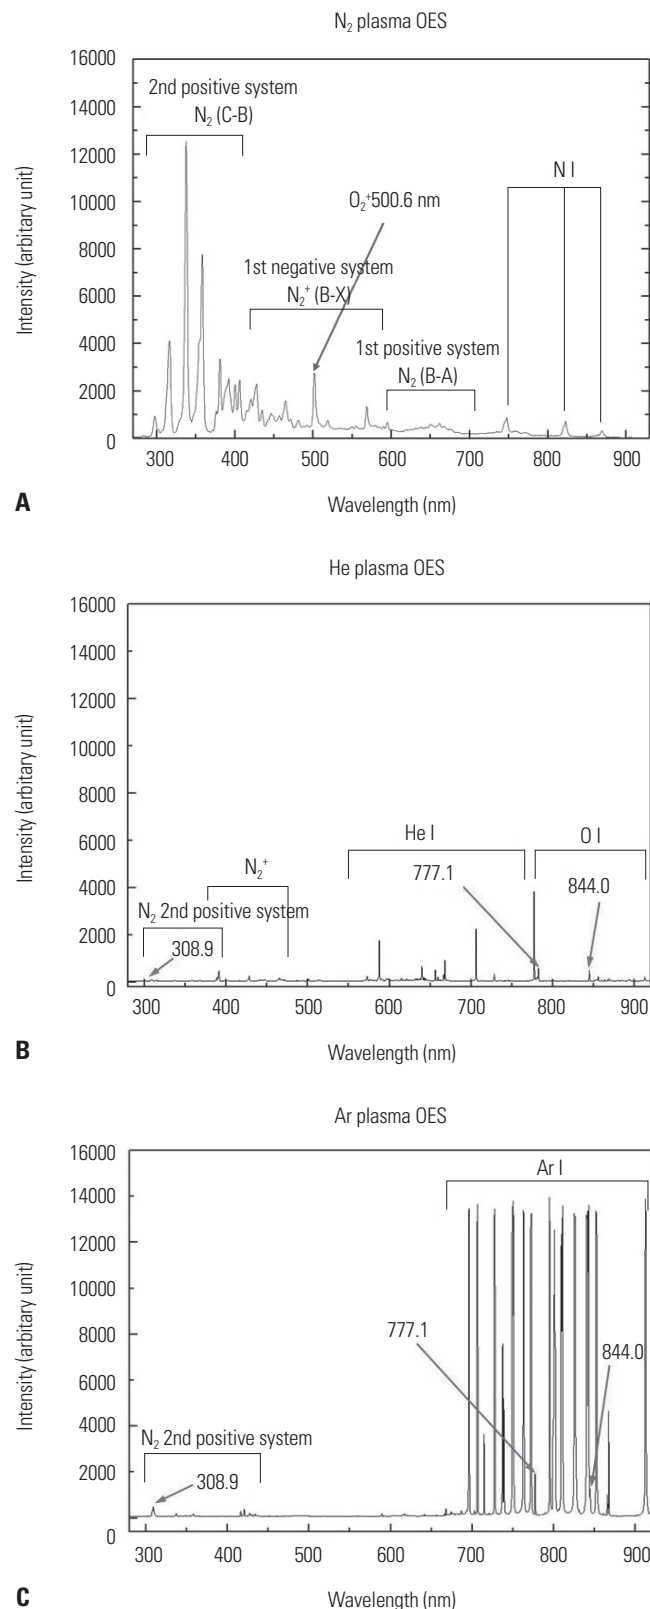 N₂ plasma OES
16000
14000
12000
10000
8000
6000
4000
2000
0
Intensity (arbitary unit)
2nd positive system
N₂ (C-B)
N I
O₂⁺500.6 nm
1st negative system
N₂⁺ (B-X)
1st positive system
N₂ (B-A)
300 400 500 600 700 800 900
A
Wavelength (nm)
He plasma OES
16000
14000
12000
10000
8000
6000
4000
2000
0
Intensity (arbitary unit)
He I
O I
777.1
844.0
N₂⁺
N₂ 2nd positive system
308.9
300 400 500 600 700 800 900
B
Wavelength (nm)
Ar plasma OES
16000
14000
12000
10000
8000
6000
4000
2000
0
Intensity (arbitary unit)
Ar I
777.1
844.0
N₂ 2nd positive system
308.9
300 400 500 600 700 800 900
C
Wavelength (nm)